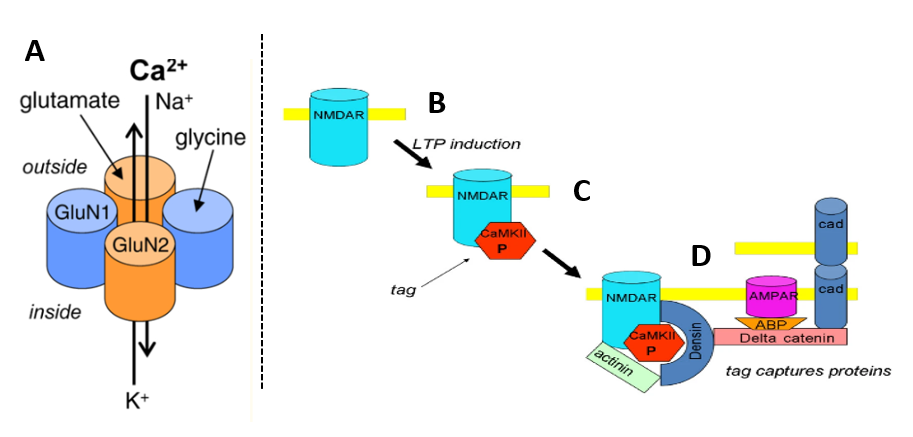 A
Ca²⁺
glutamate
Na⁺
glycine
outside
GluN1
GluN2
inside
K⁺
B
NMDAR
LTP induction
C
NMDAR
CaMKII
P
tag
D
cad
cad
NMDAR
AMPAR
ABP
Delta catenin
CaMKII
P
Densin
actinin
tag captures proteins